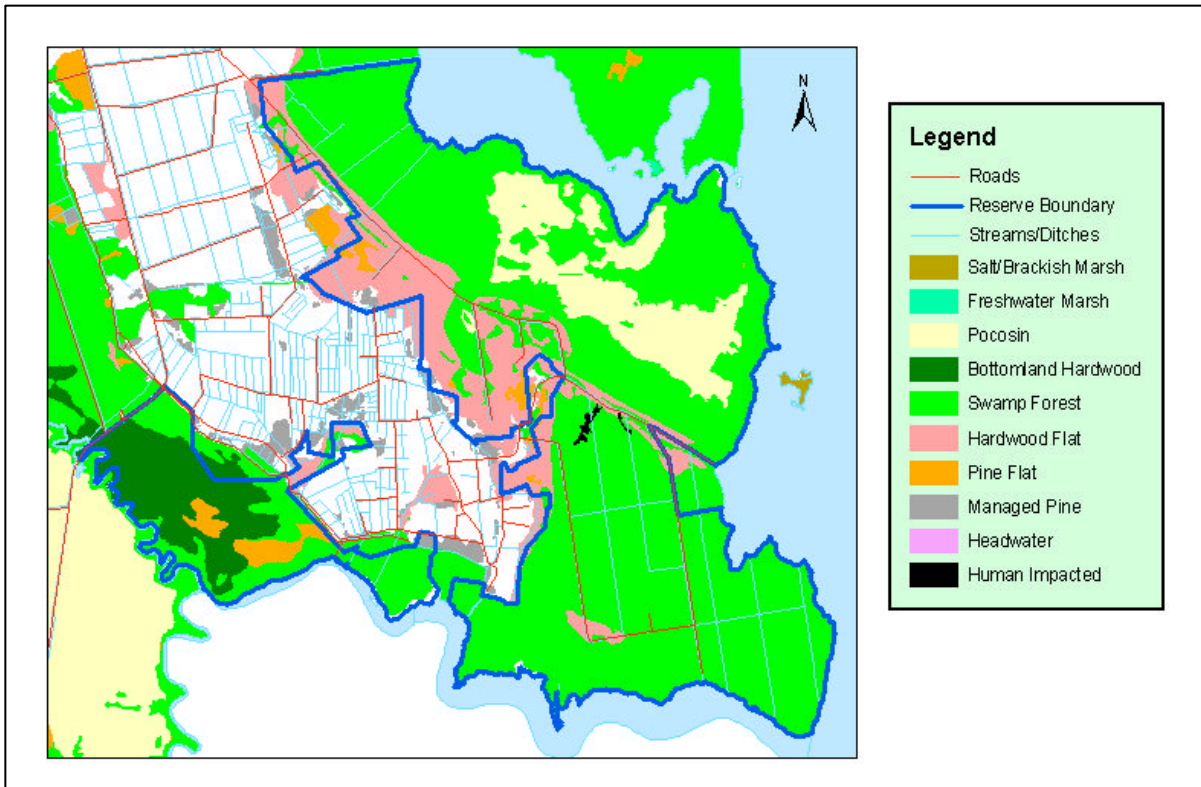 N
Legend
Roads
Reserve Boundary
Streams/Ditches
Salt/Brackish Marsh
Freshwater Marsh
Pocosin
Bottomland Hardwood
Swamp Forest
Hardwood Flat
Pine Flat
Managed Pine
Headwater
Human Impacted